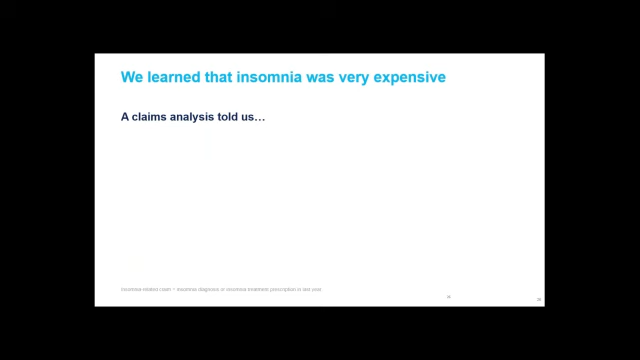 We learned that insomnia was very expensive
A claims analysis told us…
Insomnia-related claim = insomnia diagnosis or insomnia treatment prescription in last year.